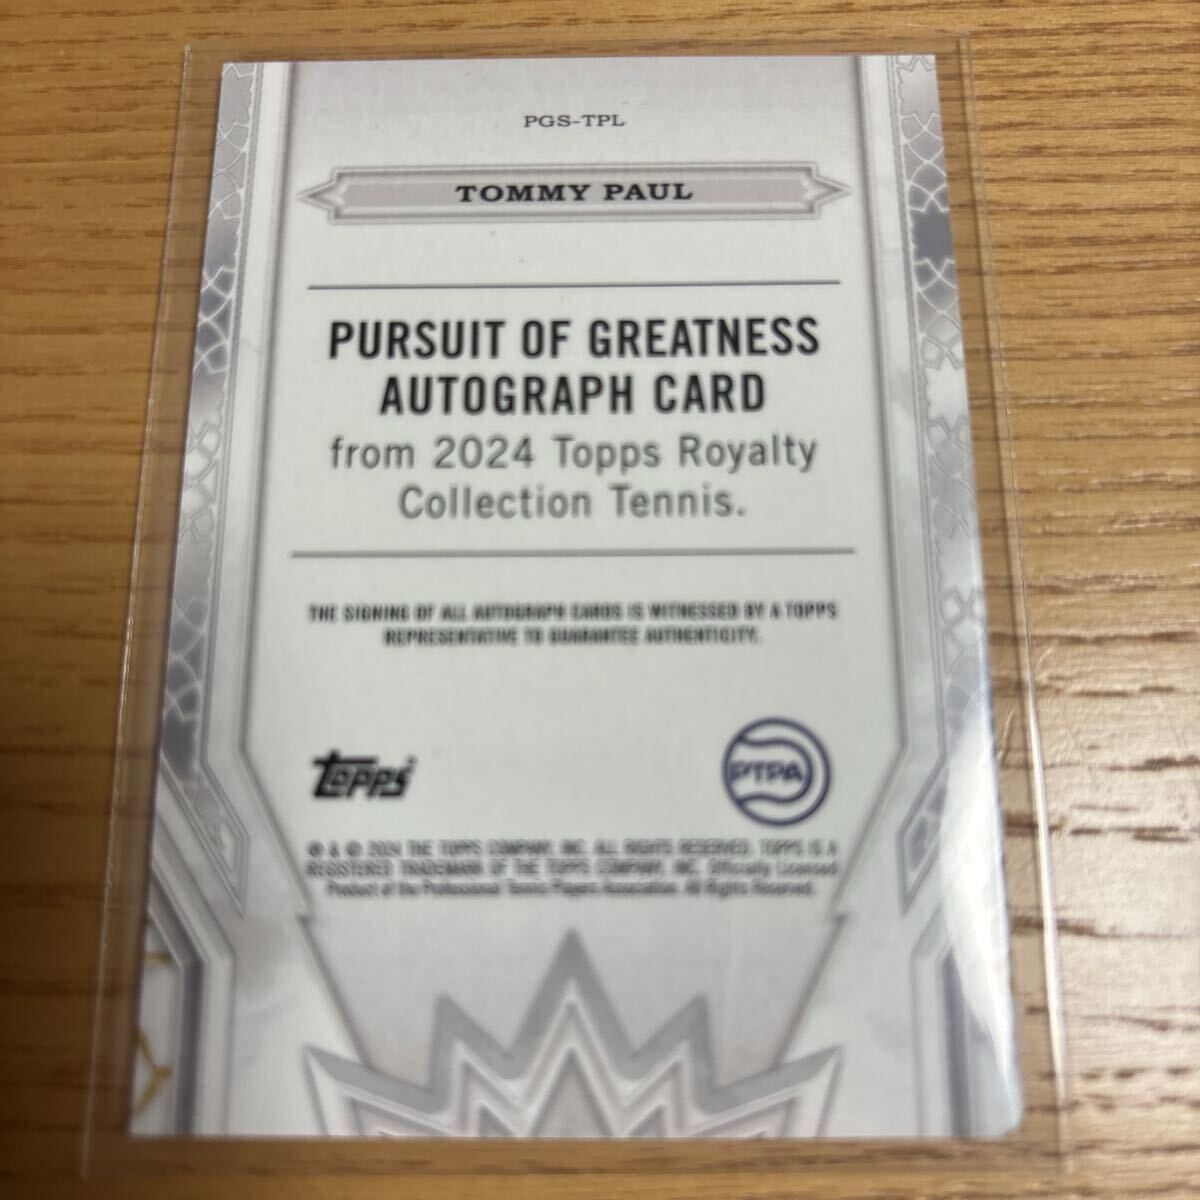 PGS-TPL
TOMMY PAUL
PURSUIT OF GREATNESS
AUTOGRAPH CARD
from 2024 Topps Royalty
Collection Tennis.
THE SIGNING OF ALL AUTOGRAPH CARDS IS WITNESSED BY A TOPPS
REPRESENTATIVE TO GUARANTEE AUTHENTICITY.
topps
PTPA
® & © 2024 THE TOPPS COMPANY, INC. ALL RIGHTS RESERVED. TOPPS IS A
REGISTERED TRADEMARK OF THE TOPPS COMPANY, INC. Officially Licensed
Product of the Professional Tennis Players Association. All Rights Reserved.